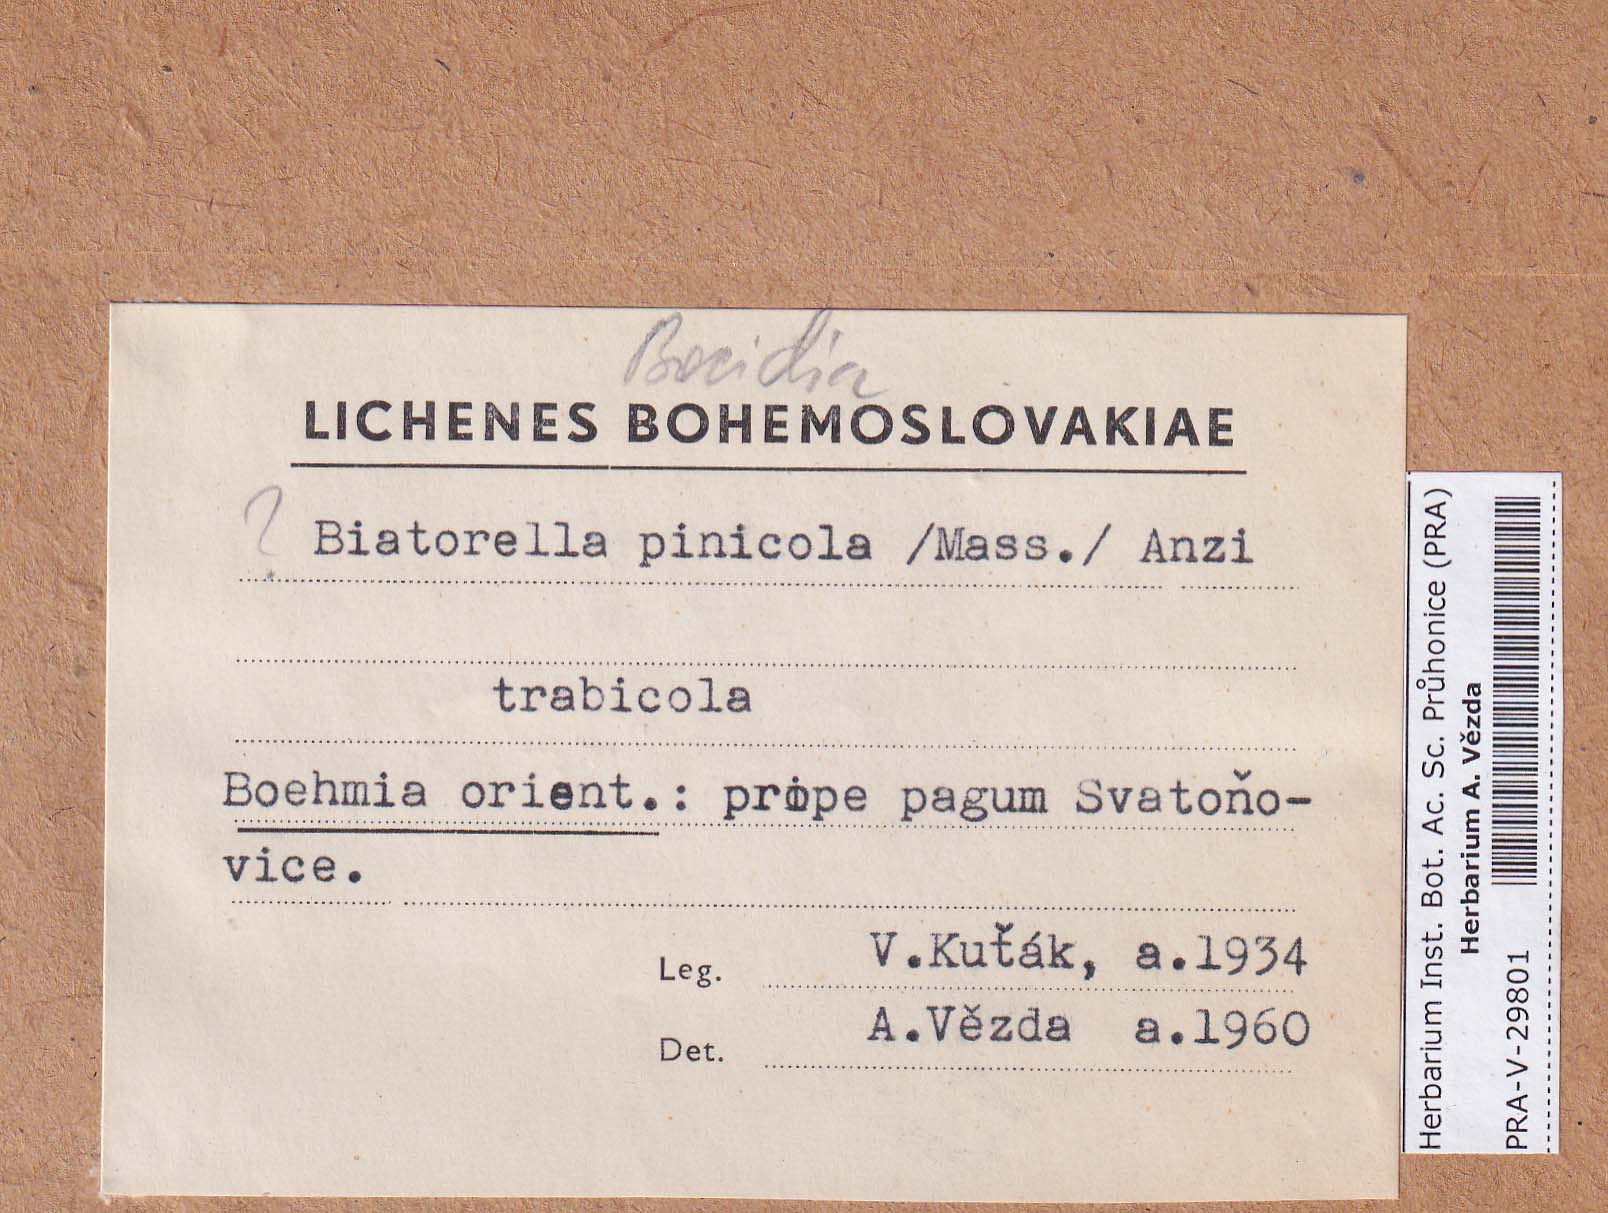 Bacidia
LICHENES BOHEMOSLOVAKIAE
? Biatorella pinicola /Mass./ Anzi
trabicola
Boehmia orient.: prope pagum Svatoňo-
vice.
Leg. V.Kuťák, a.1934
Det. A.Vězda a.1960
Herbarium Inst. Bot. Ac. Sc. Průhonice (PRA)
Herbarium A. Vězda
PRA-V-29801